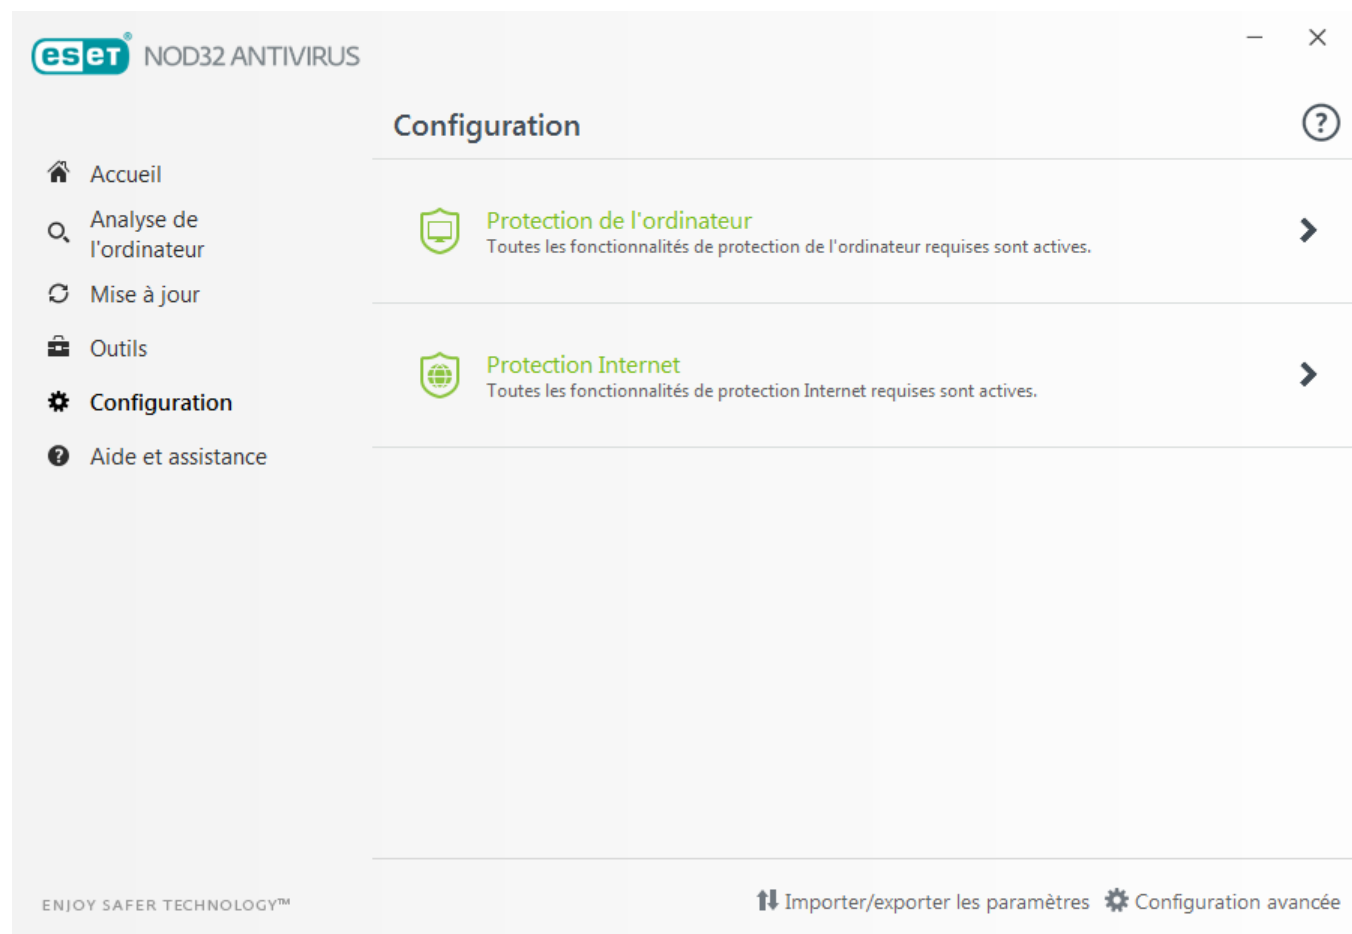 eset® NOD32 ANTIVIRUS
Configuration
?
Accueil
Analyse de
l'ordinateur
Mise à jour
Outils
Configuration
Aide et assistance
Protection de l'ordinateur
Toutes les fonctionnalités de protection de l'ordinateur requises sont actives.
Protection Internet
Toutes les fonctionnalités de protection Internet requises sont actives.
ENJOY SAFER TECHNOLOGY™
Importer/exporter les paramètres
Configuration avancée